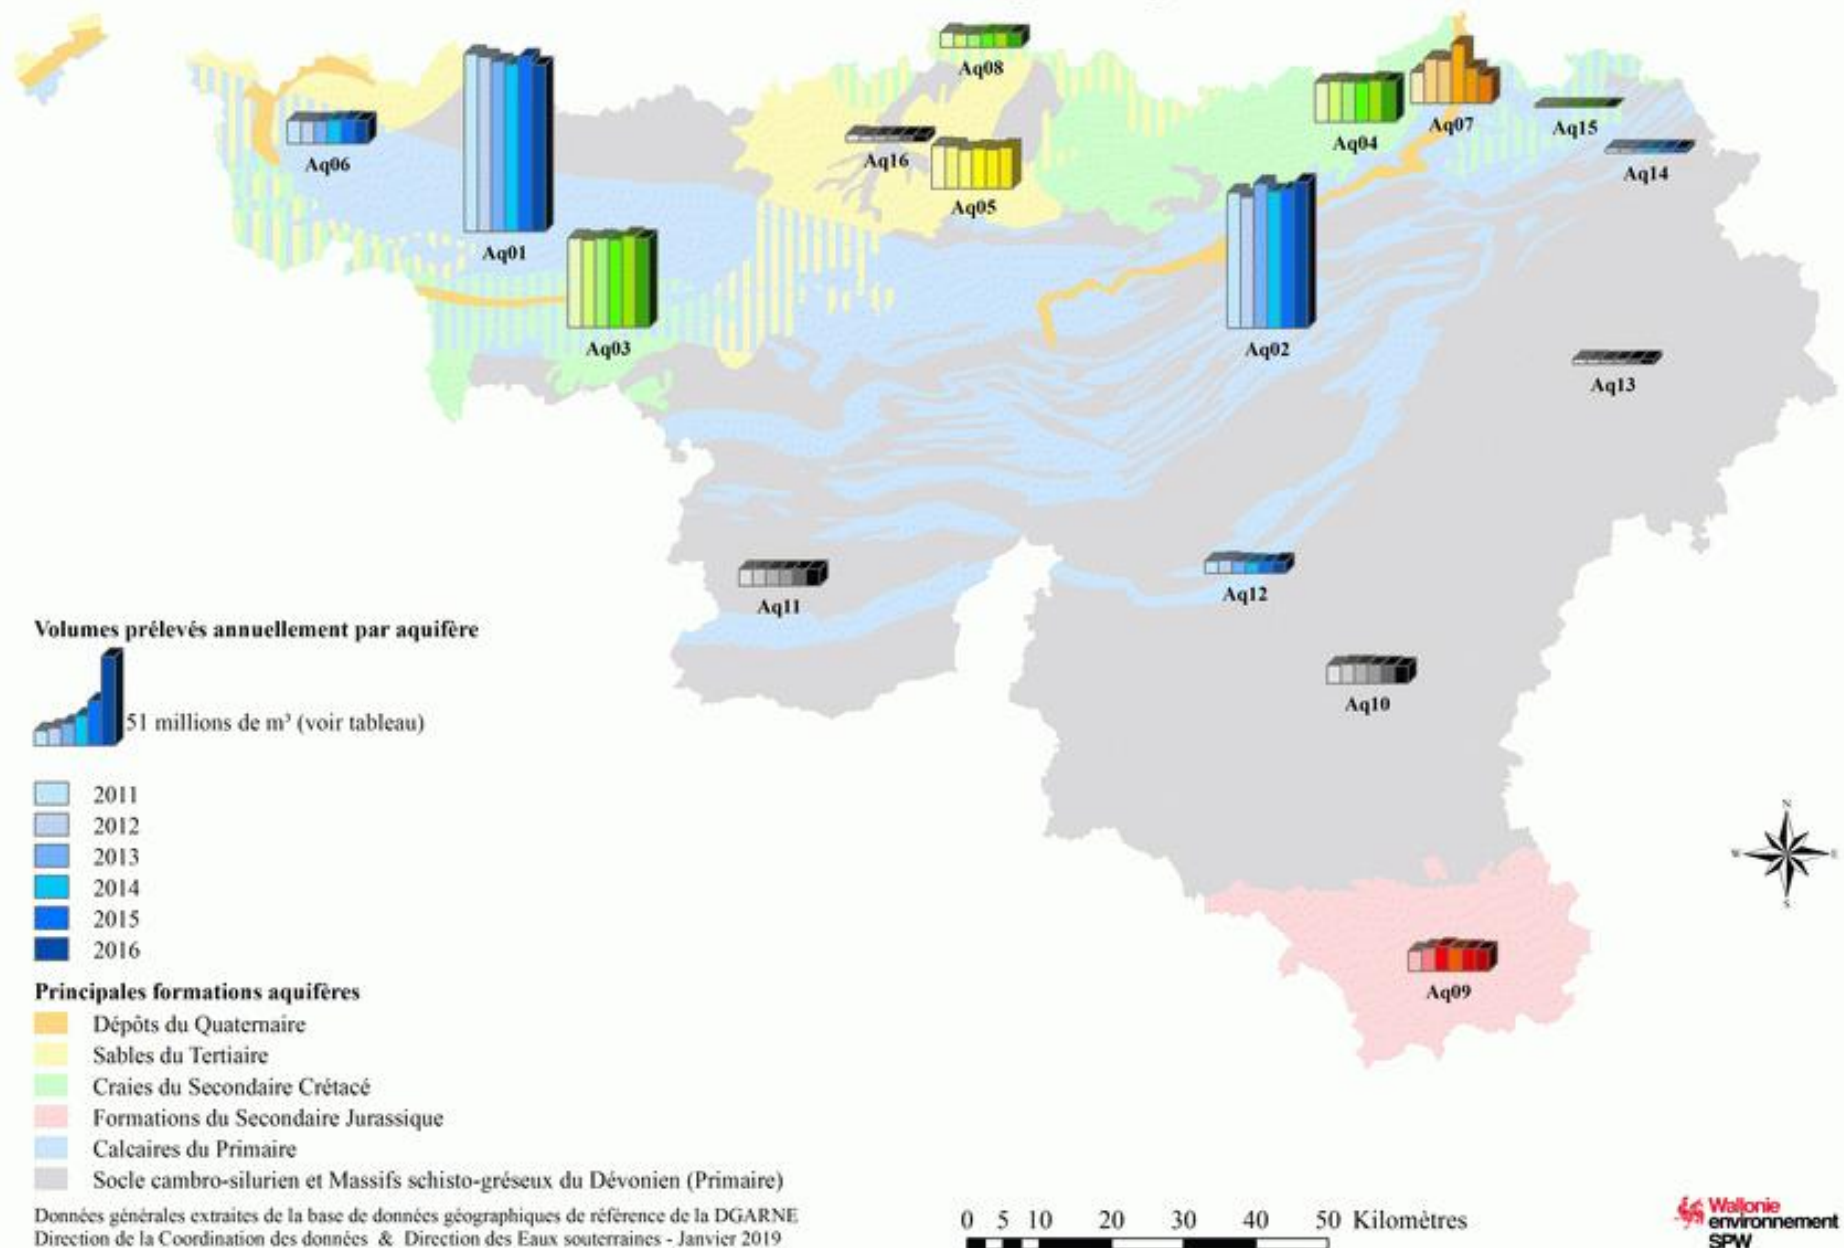 Aq08
Aq07
Aq04
Aq15
Aq06
Aq16
Aq14
Aq05
Aq01
Aq03
Aq02
Aq13
Aq11
Aq12
Aq10
Aq09
Volumes prélevés annuellement par aquifère
51 millions de m³ (voir tableau)
2011
2012
2013
2014
2015
2016
Principales formations aquifères
Dépôts du Quaternaire
Sables du Tertiaire
Craies du Secondaire Crétacé
Formations du Secondaire Jurassique
Calcaires du Primaire
Socle cambro-silurien et Massifs schisto-gréseux du Dévonien (Primaire)
Données générales extraites de la base de données géographiques de référence de la DGARNE
Direction de la Coordination des données & Direction des Eaux souterraines - Janvier 2019
N
W E
S
0 5 10 20 30 40 50 Kilomètres
Wallonie
environnement
SPW